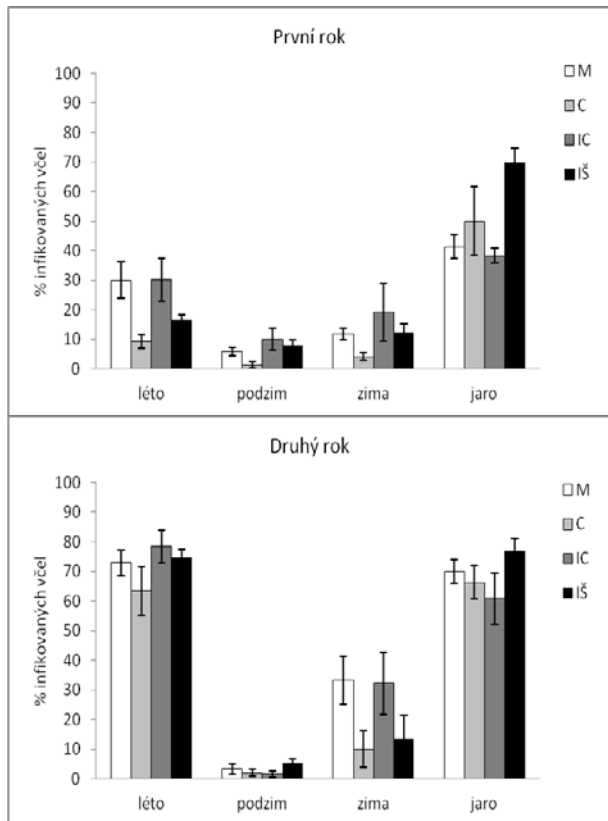 První rok
% infikovaných včel
100
90
80
70
60
50
40
30
20
10
0
léto podzim zima jaro
M
C
IC
IŠ
Druhý rok
% infikovaných včel
100
90
80
70
60
50
40
30
20
10
0
léto podzim zima jaro
M
C
IC
IŠ